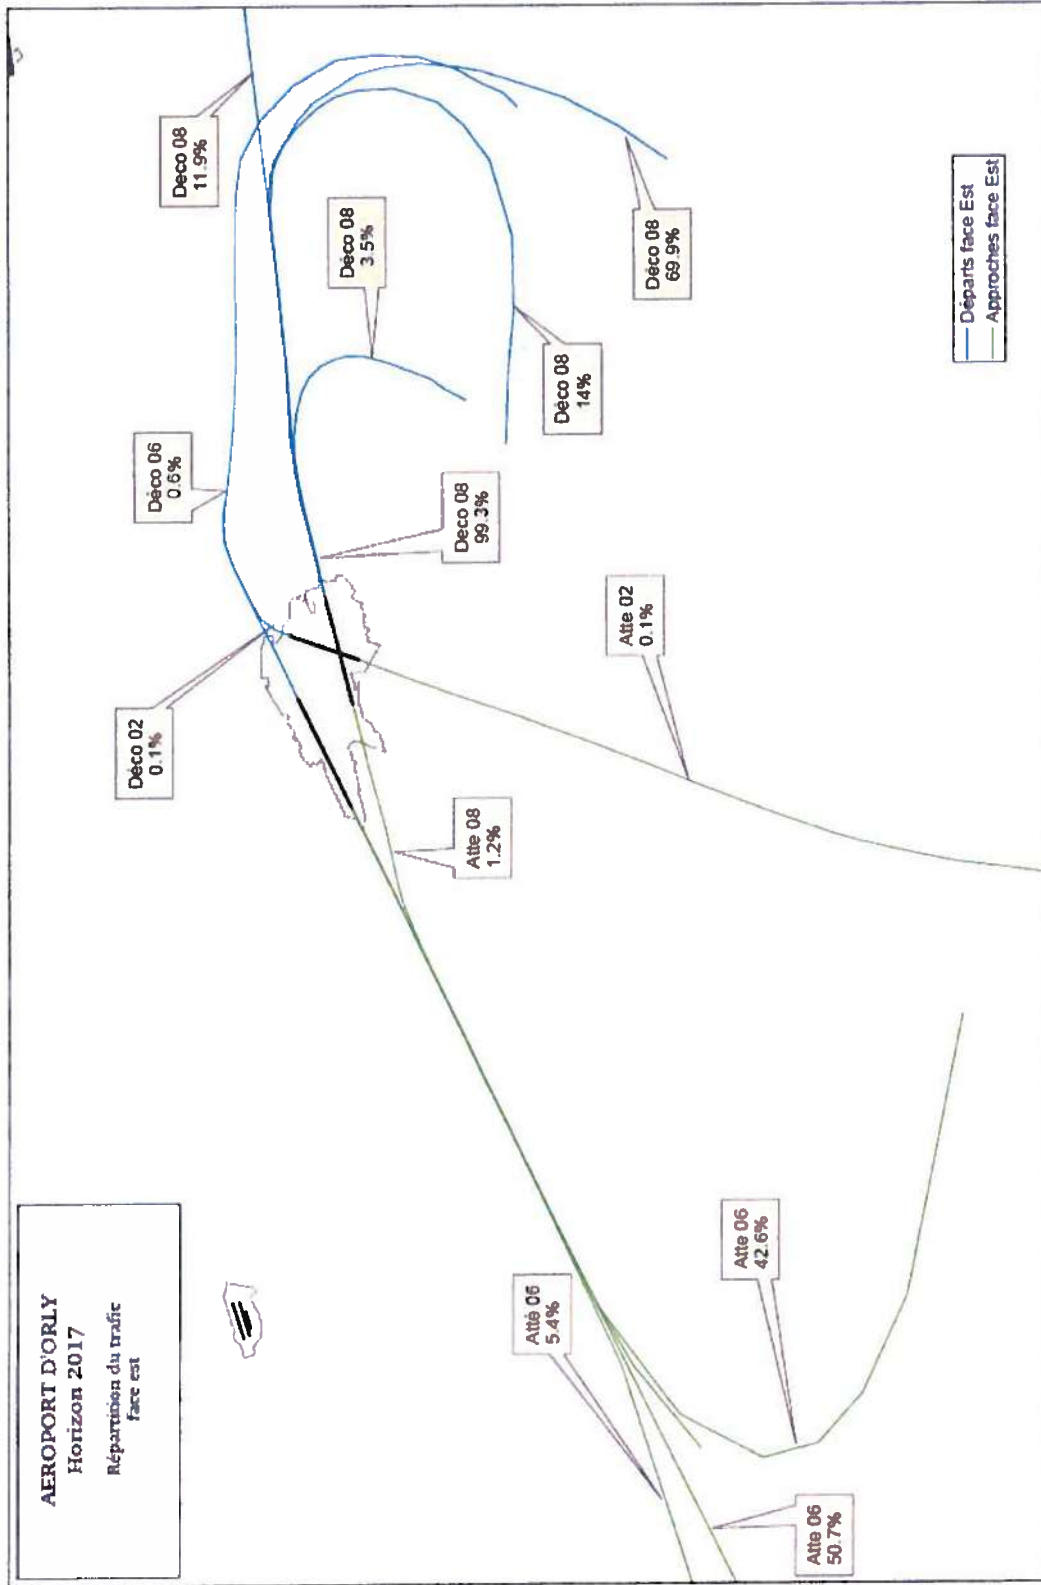 AEROPORT D'ORLY
Horizon 2017
Répartition du trafic
face est
Atte 06
5.4%
Atte 06
50.7%
Atte 06
42.6%
Déco 02
0.1%
Atte 08
1.2%
Atte 02
0.1%
Déco 06
0.6%
Deco 08
99.3%
Deco 08
11.9%
Déco 08
3.5%
Déco 08
14%
Déco 08
69.9%
Départs face Est
Approches face Est